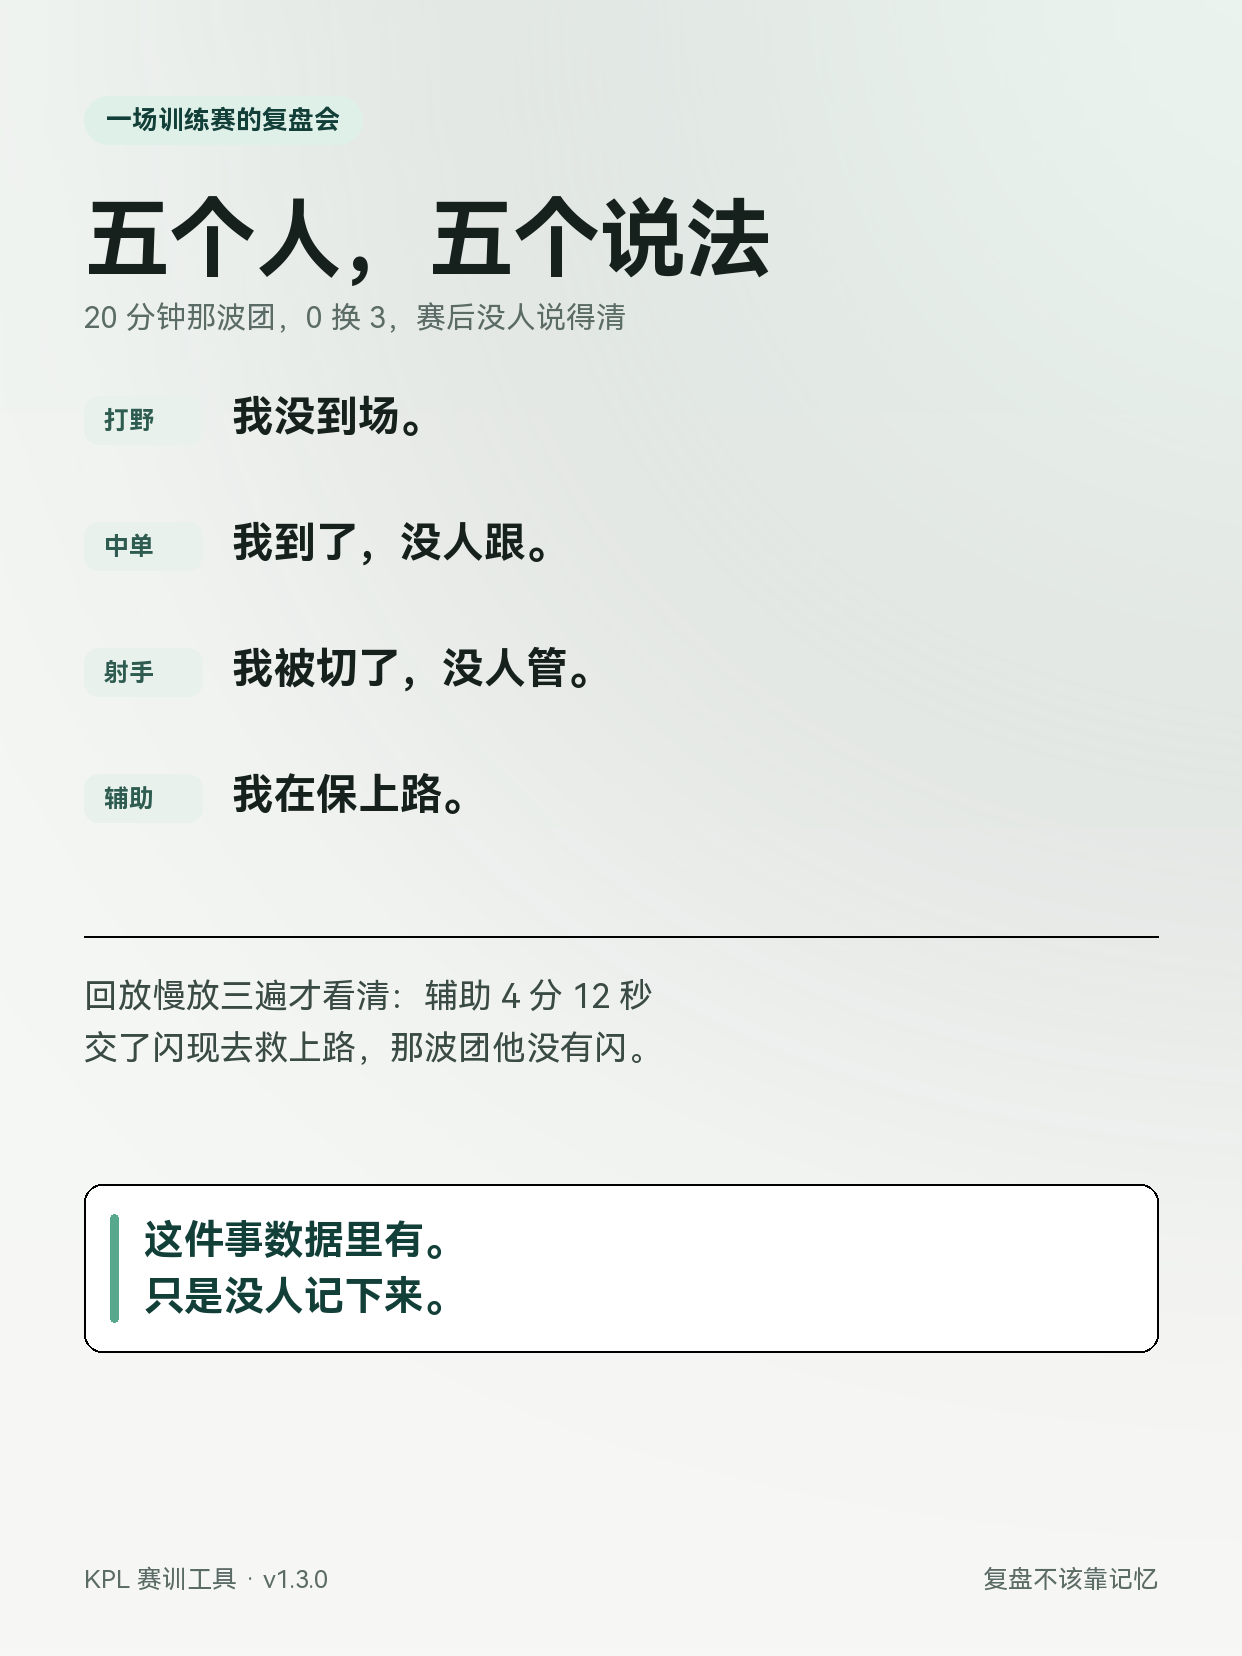 一场训练赛的复盘会
五个人，五个说法
20 分钟那波团，0 换 3，赛后没人说得清
打野 我没到场。
中单 我到了，没人跟。
射手 我被切了，没人管。
辅助 我在保上路。
回放慢放三遍才看清：辅助 4 分 12 秒
交了闪现去救上路，那波团他没有闪。
这件事数据里有。
只是没人记下来。
KPL 赛训工具 · v1.3.0 复盘不该靠记忆